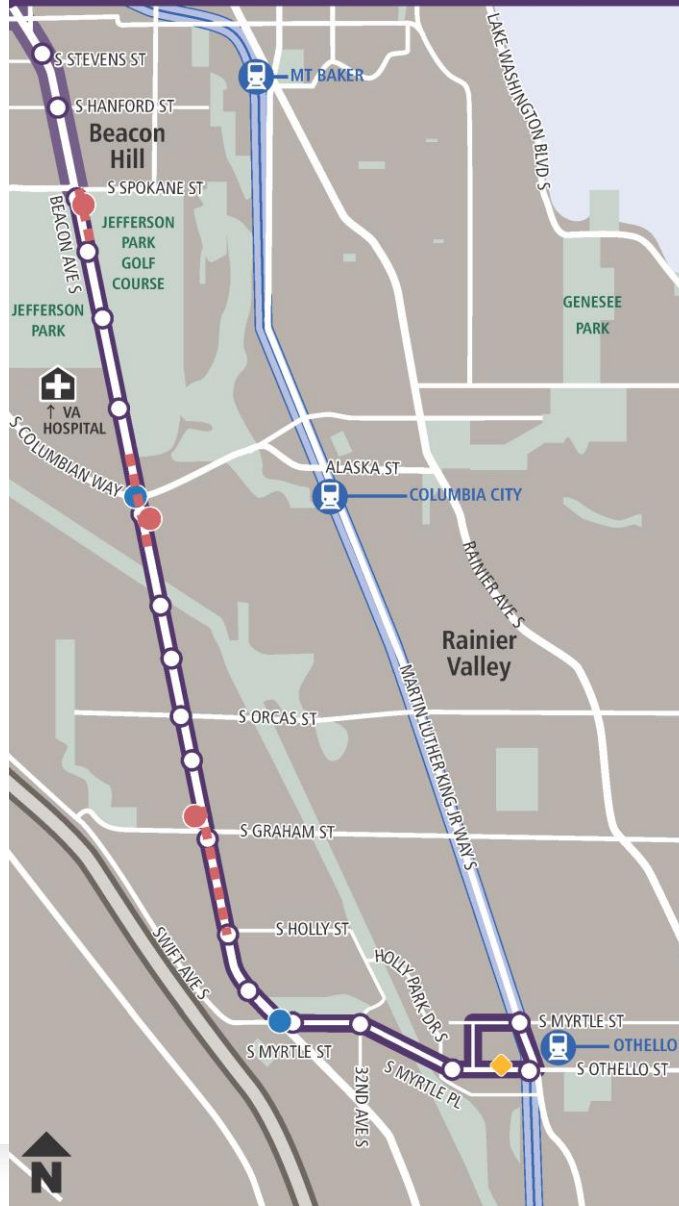 S STEVENS ST
MT BAKER
LAKE WASHINGTON BLVD S
S HANFORD ST
Beacon
Hill
S SPOKANE ST
BEACON AVE S
JEFFERSON
PARK
GOLF
COURSE
JEFFERSON
PARK
GENESEE
PARK
↑ VA
HOSPITAL
S COLUMBIAN WAY
ALASKA ST
COLUMBIA CITY
RAINIER AVE S
Rainier
Valley
MARTIN LUTHER KING JR WAY S
S ORCAS ST
S GRAHAM ST
SWIFT AVE S
S HOLLY ST
HOLLY PARK DR S
S MYRTLE ST
OTHELLO
S MYRTLE ST
S OTHELLO ST
32ND AVE S
S MYRTLE PL
N